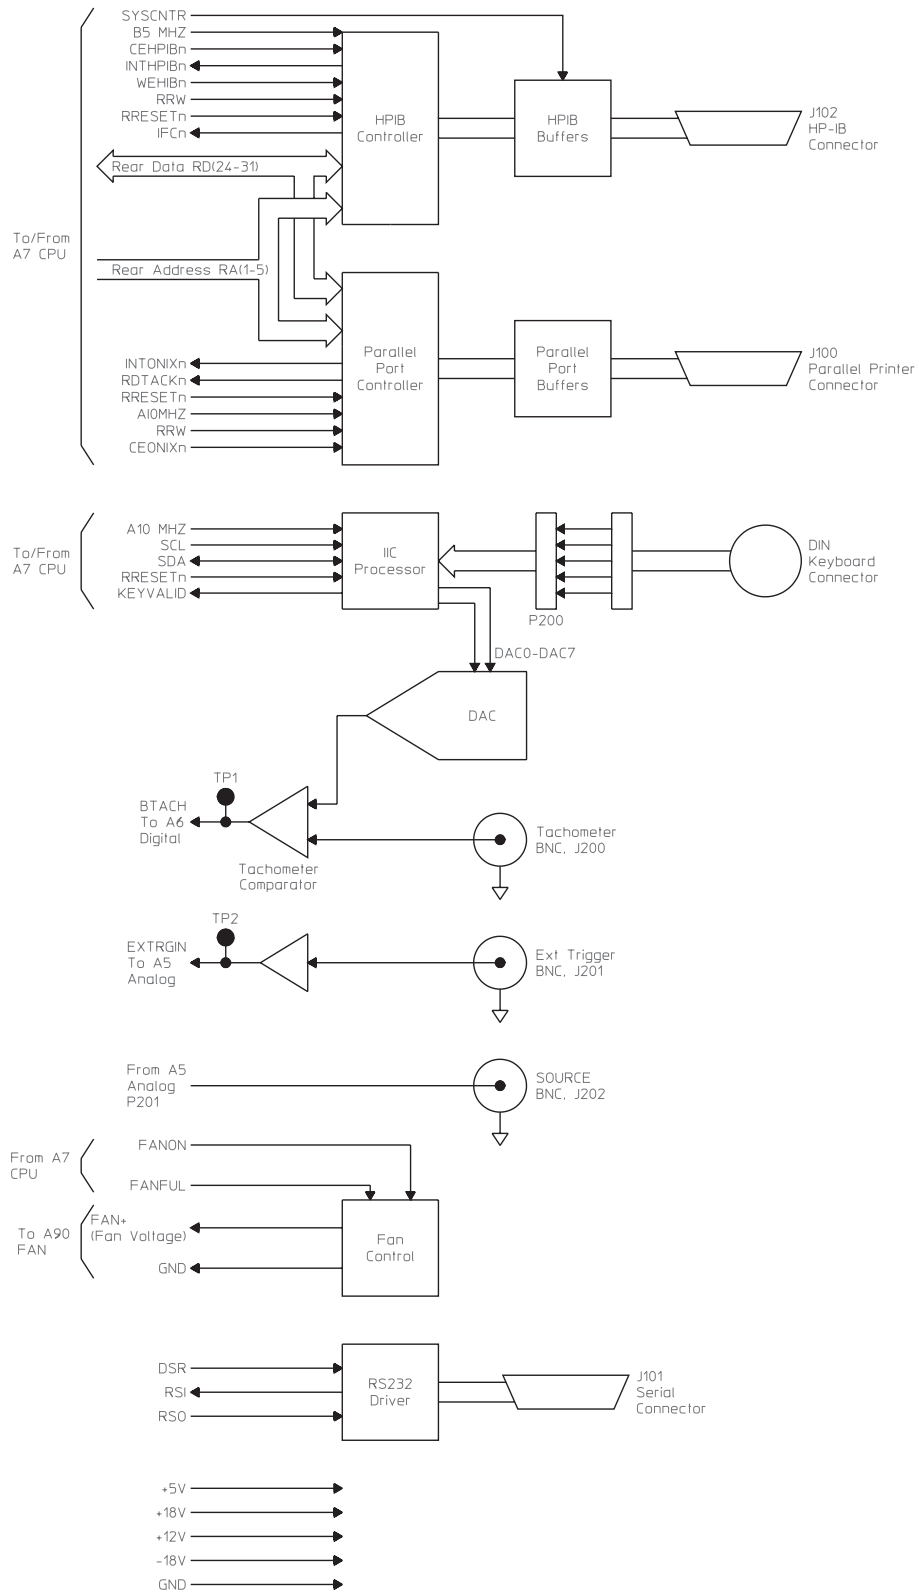 SYSCNTR
B5 MHZ
CEHPIBn
INTHPIBn
WEHIBn
RRW
RRESETn
IFCn
HPIB
Controller
HPIB
Buffers
J102
HP-IB
Connector
Rear Data RD(24-31)
To/From
A7 CPU
Rear Address RA(1-5)
INTONIXn
RDTACKn
RRESETn
A10MHZ
RRW
CEONIXn
Parallel
Port
Controller
Parallel
Port
Buffers
J100
Parallel Printer
Connector
To/From
A7 CPU
A10 MHZ
SCL
SDA
RRESETn
KEYVALID
IIC
Processor
P200
DIN
Keyboard
Connector
DAC0-DAC7
DAC
TP1
BTACH
To A6
Digital
Tachometer
Comparator
Tachometer
BNC, J200
TP2
EXTRGIN
To A5
Analog
Ext Trigger
BNC, J201
From A5
Analog
P201
SOURCE
BNC, J202
From A7
CPU
FANON
FANFUL
To A90
FAN
FAN+
(Fan Voltage)
GND
Fan
Control
DSR
RSI
RSO
RS232
Driver
J101
Serial
Connector
+5V
+18V
+12V
-18V
GND